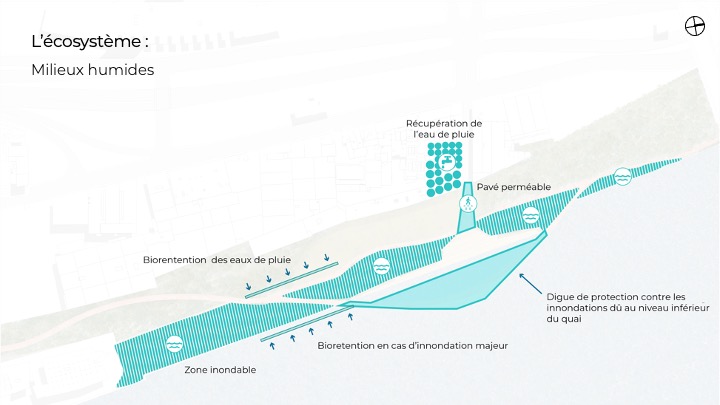 L'écosystème :
Milieux humides
Récupération de
l'eau de pluie
Pavé perméable
Biorentention des eaux de pluie
Digue de protection contre les
innondations dû au niveau inférieur
du quai
Bioretention en cas d'innondation majeur
Zone inondable